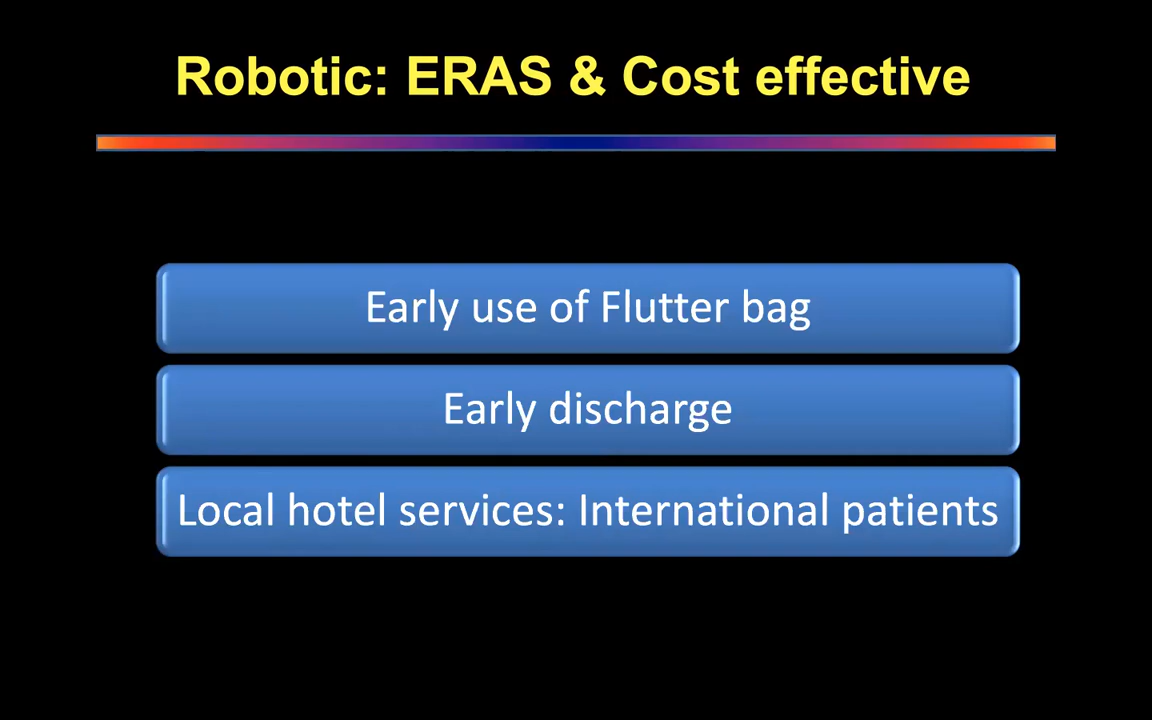 Robotic: ERAS & Cost effective
Early use of Flutter bag
Early discharge
Local hotel services: International patients